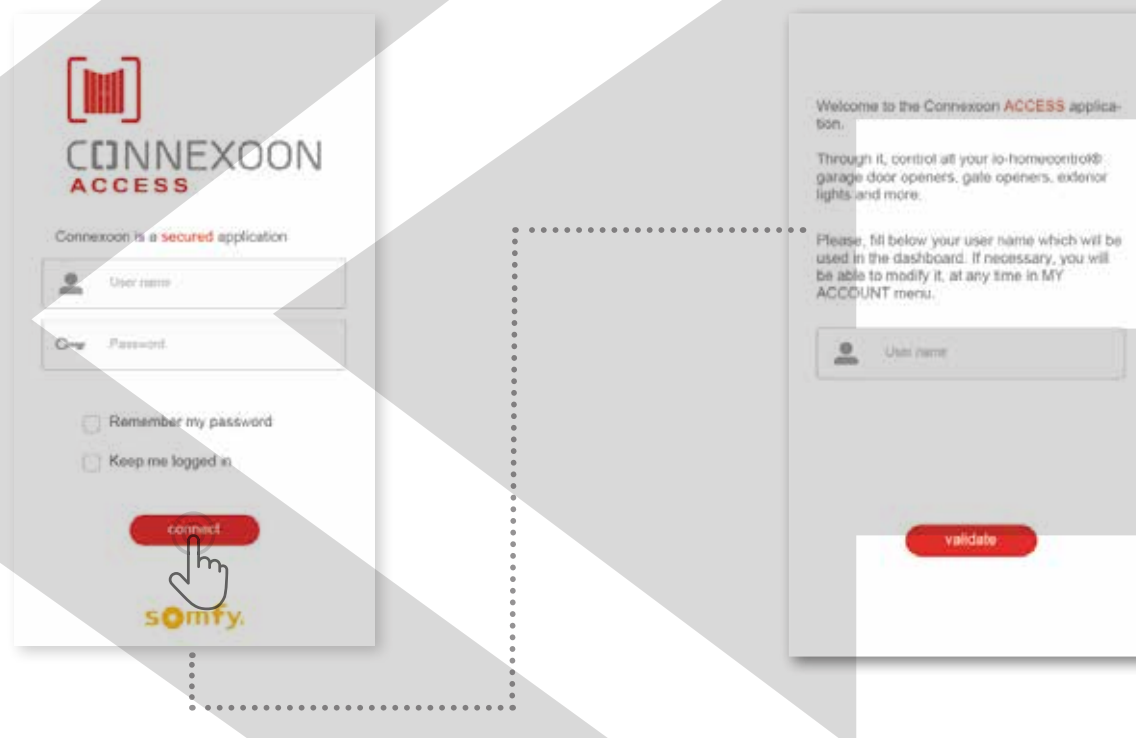 CONNEXOON
ACCESS
Connexoon is a secured application
User name
Password
Remember my password
Keep me logged in
connect
somfy.
Welcome to the Connexoon ACCESS applica-
tion.
Through it, control all your io-homecontrol®
garage door openers, gate openers, exterior
lights and more.
Please, fill below your user name which will be
used in the dashboard. If necessary, you will
be able to modify it, at any time in MY
ACCOUNT menu.
User name
validate